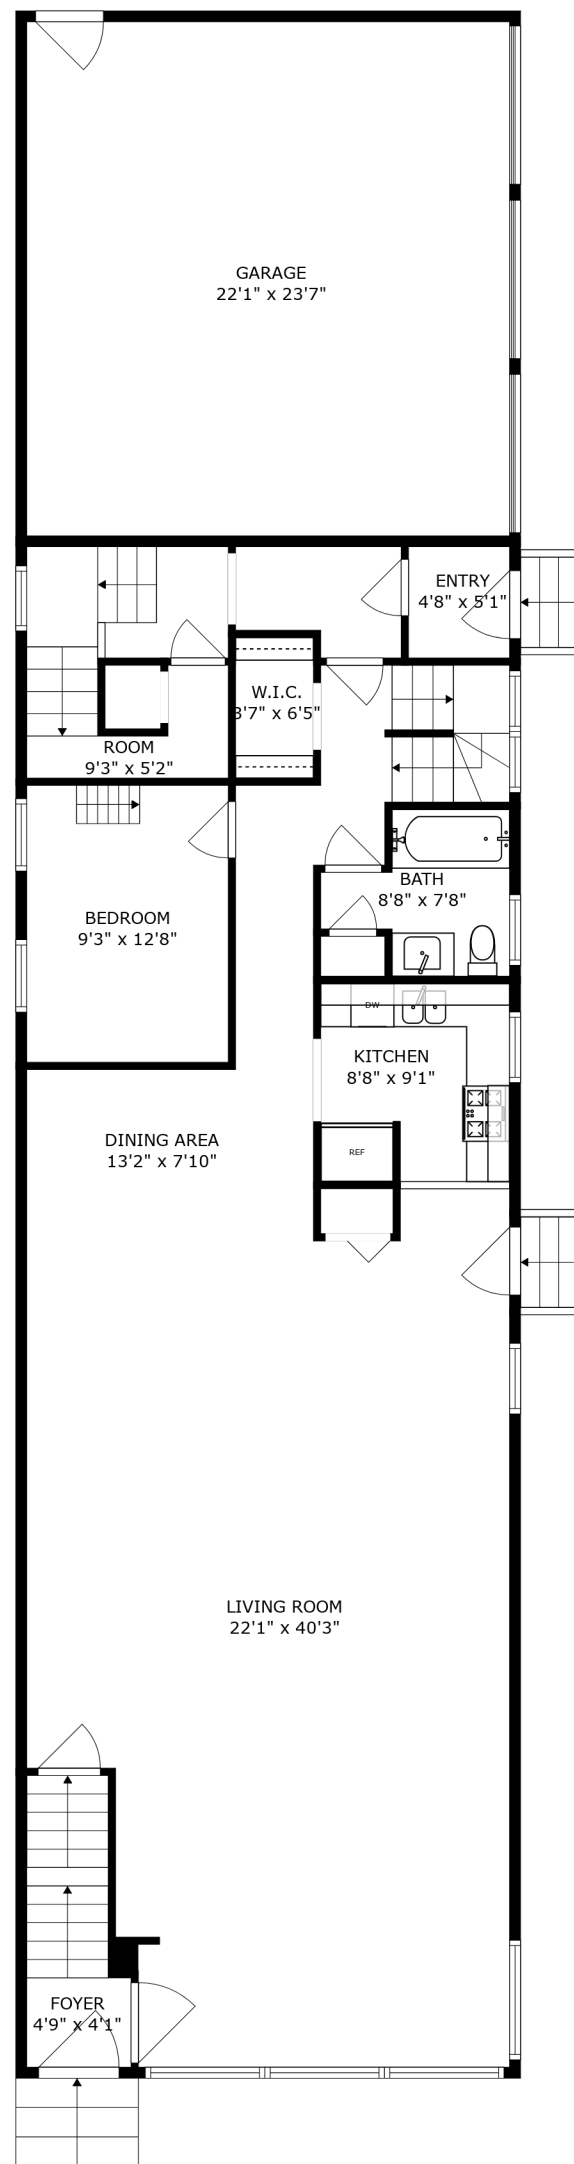 GARAGE
22'1" x 23'7"
ENTRY
4'8" x 5'1"
W.I.C.
3'7" x 6'5"
ROOM
9'3" x 5'2"
BATH
8'8" x 7'8"
BEDROOM
9'3" x 12'8"
DW
KITCHEN
8'8" x 9'1"
DINING AREA
13'2" x 7'10"
REF
LIVING ROOM
22'1" x 40'3"
FOYER
4'9" x 4'1"